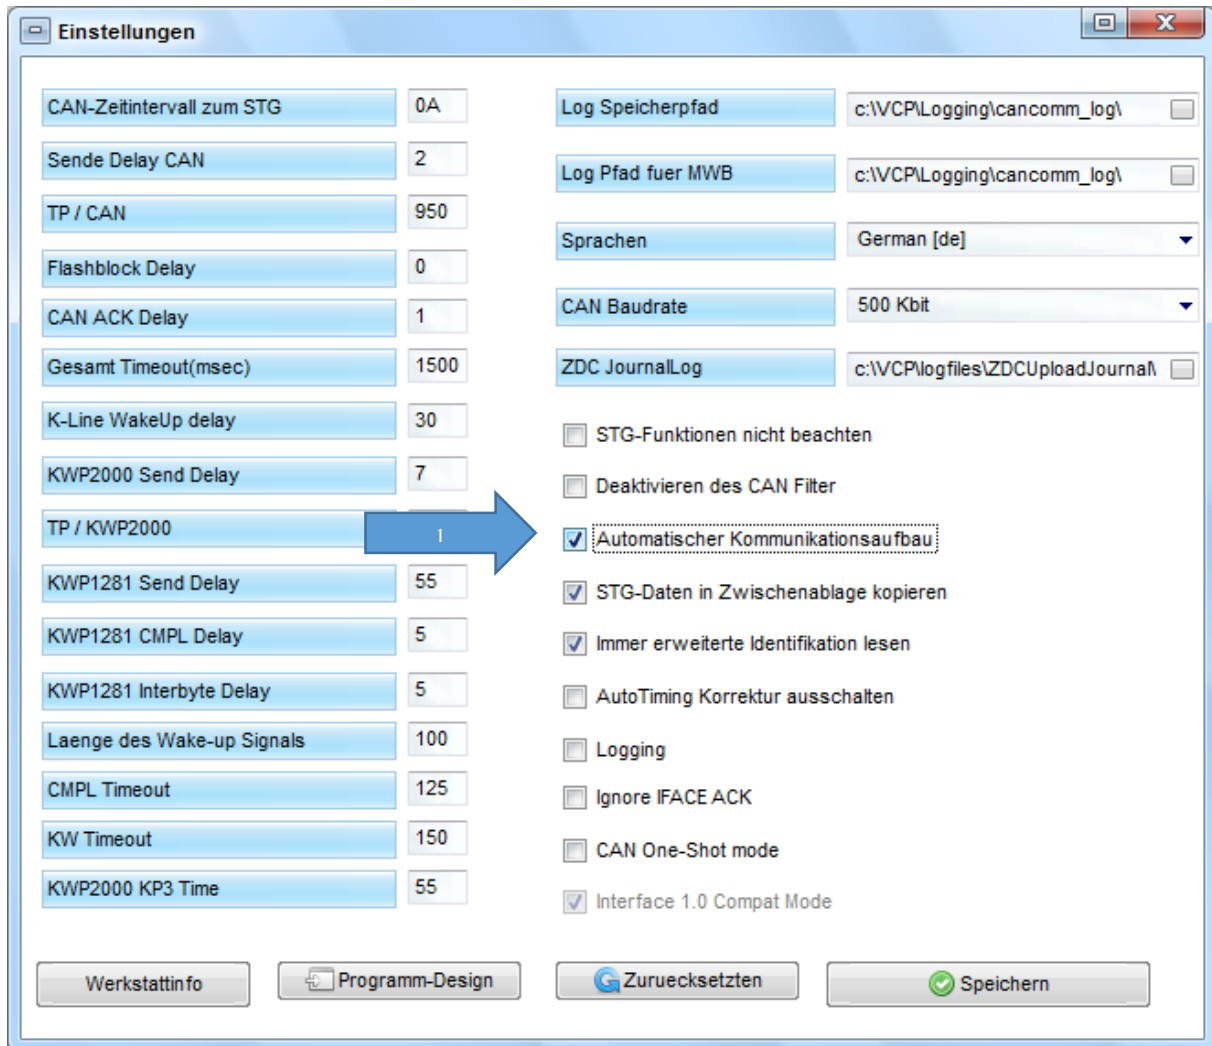 Einstellungen
CAN-Zeitintervall zum STG 0A
Sende Delay CAN 2
TP / CAN 950
Flashblock Delay 0
CAN ACK Delay 1
Gesamt Timeout(msec) 1500
K-Line WakeUp delay 30
KWP2000 Send Delay 7
TP / KWP2000
1
KWP1281 Send Delay 55
KWP1281 CMPL Delay 5
KWP1281 Interbyte Delay 5
Laenge des Wake-up Signals 100
CMPL Timeout 125
KW Timeout 150
KWP2000 KP3 Time 55
Log Speicherpfad c:\VCP\Logging\cancomm_log\
Log Pfad fuer MWB c:\VCP\Logging\cancomm_log\
Sprachen German [de]
CAN Baudrate 500 Kbit
ZDC JournalLog c:\VCP\logfiles\ZDCUploadJournal\
STG-Funktionen nicht beachten
Deaktivieren des CAN Filter
Automatischer Kommunikationsaufbau
STG-Daten in Zwischenablage kopieren
Immer erweiterte Identifikation lesen
AutoTiming Korrektur ausschalten
Logging
Ignore IFACE ACK
CAN One-Shot mode
Interface 1.0 Compat Mode
Werkstattinfo Programm-Design Zuruecksetzten Speichern